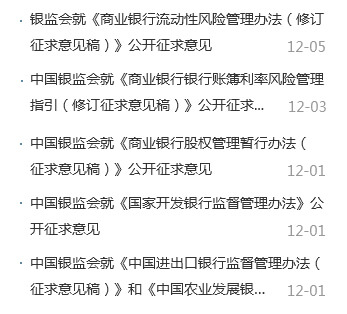 · 银监会就《商业银行流动性风险管理办法（修订
征求意见稿）》公开征求意见 12-05
· 中国银监会就《商业银行银行账簿利率风险管理
指引（修订征求意见稿）》公开征求... 12-03
· 中国银监会就《商业银行股权管理暂行办法（
征求意见稿）》公开征求意见 12-01
· 中国银监会就《国家开发银行监督管理办法》公
开征求意见 12-01
· 中国银监会就《中国进出口银行监督管理办法（
征求意见稿）》和《中国农业发展银... 12-01